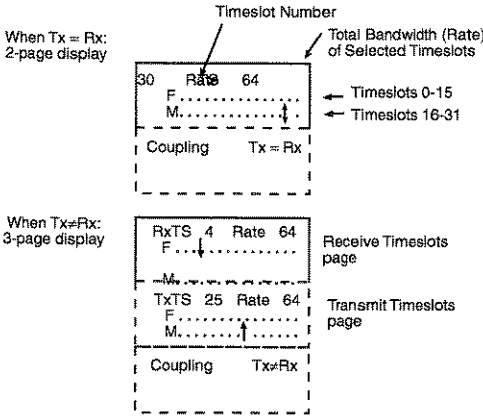 Timeslot Number
When Tx = Rx:
2-page display
Total Bandwidth (Rate)
of Selected Timeslots
30 Rate 64
F................
M................
Timeslots 0-15
Timeslots 16-31
Coupling Tx = Rx
When Tx≠Rx:
3-page display
RxTS 4 Rate 64
F................
M................
Receive Timeslots
page
TxTS 25 Rate 64
F................
M................
Transmit Timeslots
page
Coupling Tx≠Rx